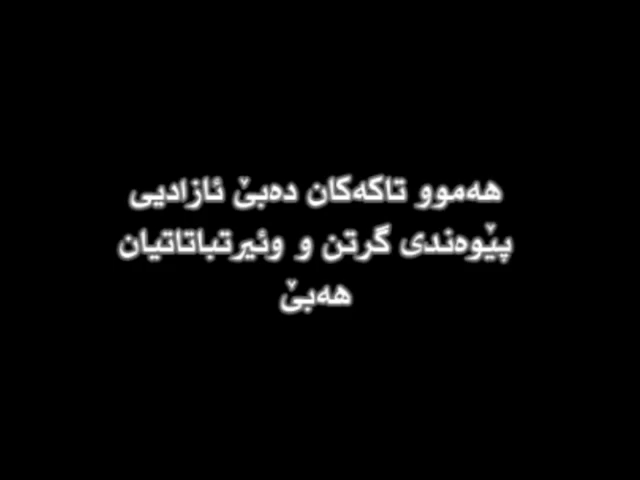 هەموو تاکەکان دەبێ ئازادیی
پێوەندی گرتن و وئیرتباتاتیان
هەبێ